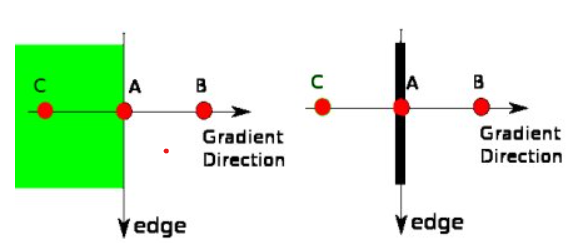 C A B
Gradient
Direction
edge
C A B
Gradient
Direction
edge